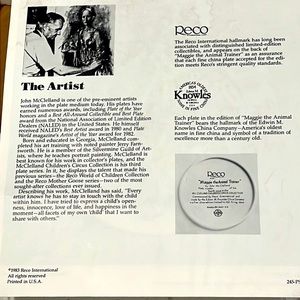 The Artist
John McClelland is one of the pre-eminent artists
working in the plate medium today. His plates have
earned numerous awards, including Plate of the Year
honors and a Best All-Around Collectible and Best Plate
award from the National Association of Limited Edition
Dealers (NALED) in the United States. He himself
received NALED's Best Artist award in 1980 and Plate
World magazine's Artist of the Year for 1982.
Born and raised in Georgia, McClelland completed
his art training with noted painter Jerry Farnsworth.
He is a member of the Silvermine Guild of Artists,
where he teaches portrait painting. McClelland is
best known for his work in collector's plates, and the
McClelland Children's Circus Collection is his third
plate series. In it, he displays the talent that made his
previous two series—the Reco World of Children Collection
and the Reco Mother Goose series—two of the most
sought-after collections ever issued.
Describing his work, McClelland has said, "Every
artist knows he has to stay in touch with the child
within him. I have tried to express a child's openness,
innocence, love of life, and happiness in the
moment—all facets of my own 'child' that I want to
share with others."
©1983 Reco International
All rights reserved
Printed in U.S.A.
Reco
The Reco International hallmark has long been
associated with distinguished limited-edition
collectibles, and appears on the back of
"Maggie the Animal Trainer" as an assurance
that each fine china plate accepted for the edition
meets Reco's stringent quality standards.
Knowles
Each plate in the edition of "Maggie the Animal
Trainer" bears the hallmark of the Edwin M.
Knowles China Company—America's oldest
name in fine china and symbol of a tradition of
excellence more than a century old.
Reco
"Maggie the Animal Trainer"